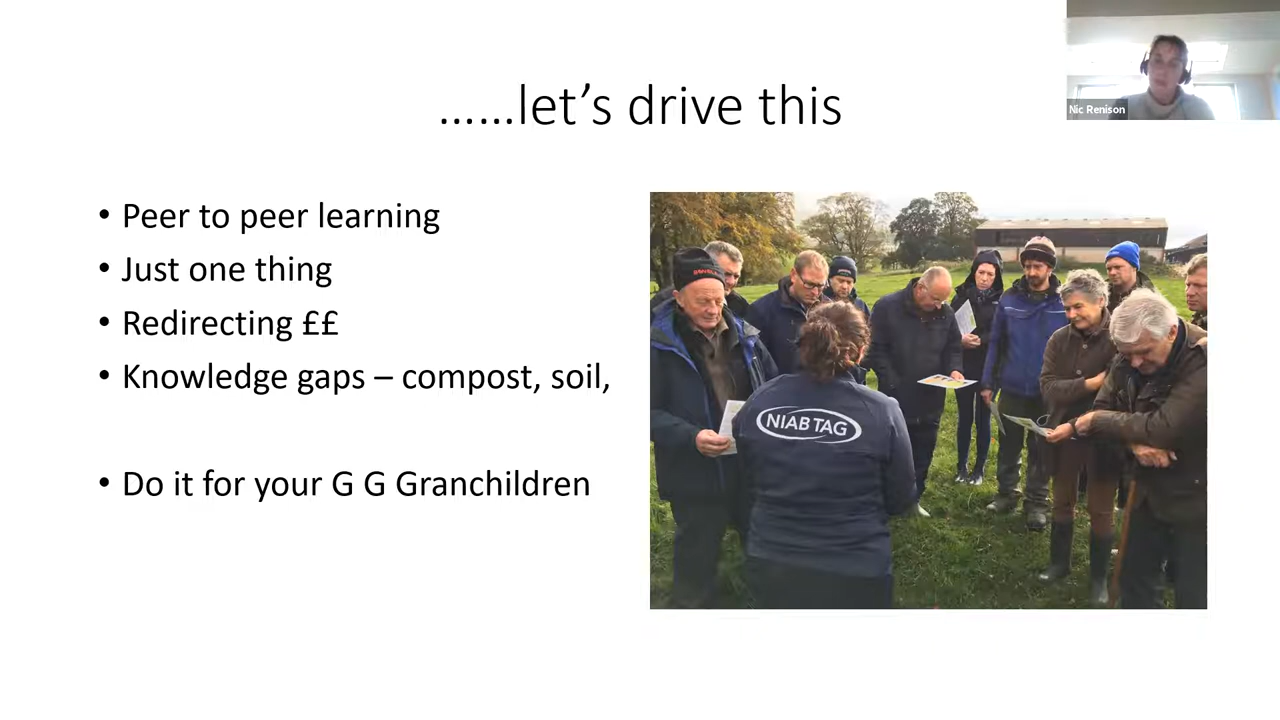 ……let’s drive this
Nic Renison
• Peer to peer learning
• Just one thing
• Redirecting ££
• Knowledge gaps – compost, soil,
• Do it for your G G Granchildren
NIAB TAG